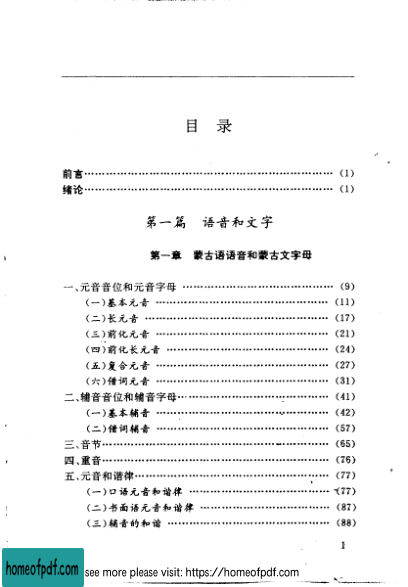 目 录
前言……………………………………………………(1)
绪论……………………………………………………(1)
第一篇 语音和文字
第一章 蒙古语语音和蒙古文字母
一、元音音位和元音字母……………………………(9)
(一)基本元音……………………………………(11)
(二)长元音………………………………………(17)
(三)前化元音……………………………………(21)
(四)前化长元音…………………………………(24)
(五)复合元音……………………………………(27)
(六)借词元音……………………………………(31)
二、辅音音位和辅音字母……………………………(41)
(一)基本辅音……………………………………(42)
(二)借词辅音……………………………………(57)
三、音节………………………………………………(65)
四、重音………………………………………………(76)
五、元音和谐律………………………………………(77)
(一)口语元音和谐律……………………………(77)
(二)书面语元音和谐律…………………………(87)
(三)辅音的和谐…………………………………(88)
1
homeofpdf.com
see more please visit: https://homeofpdf.com